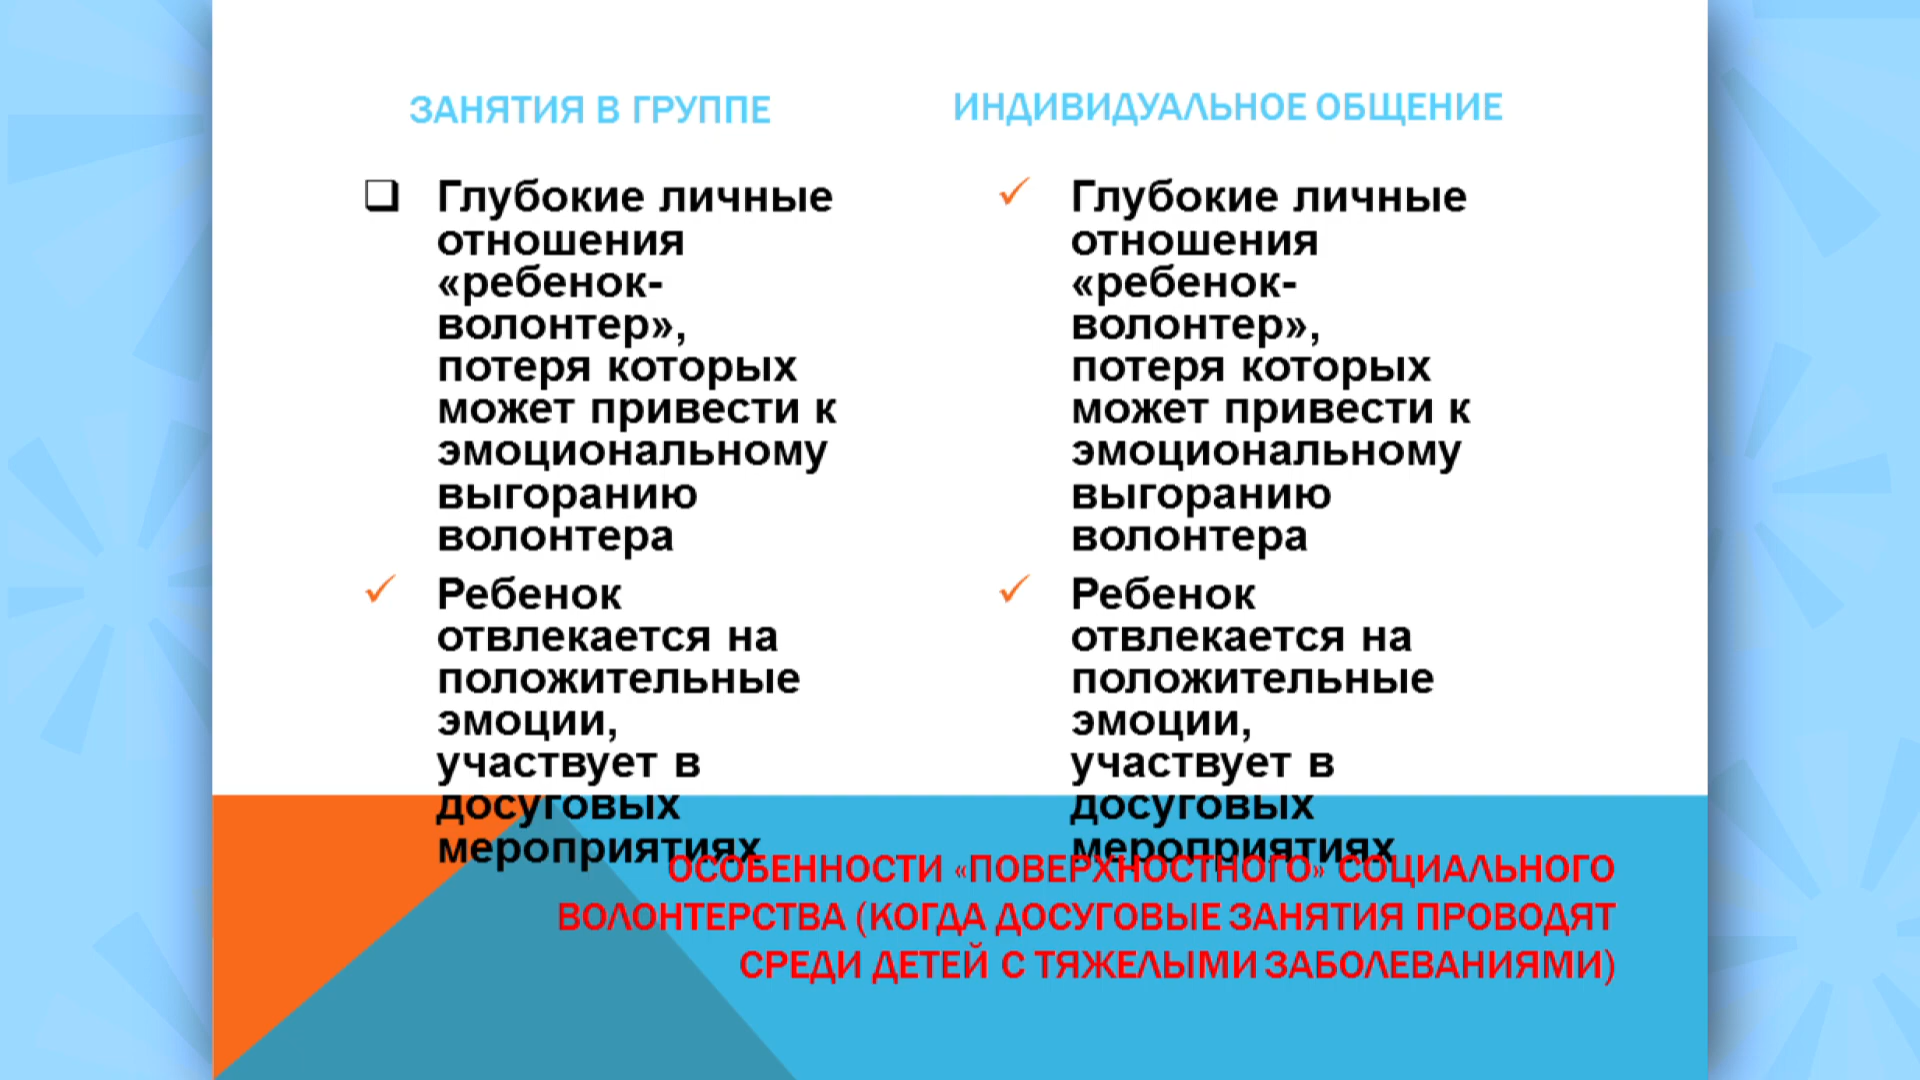 ЗАНЯТИЯ В ГРУППЕ
Глубокие личные
отношения
«ребенок-
волонтер»,
потеря которых
может привести к
эмоциональному
выгоранию
волонтера
Ребенок
отвлекается на
положительные
эмоции,
участвует в
досуговых
мероприятиях
ИНДИВИДУАЛЬНОЕ ОБЩЕНИЕ
Глубокие личные
отношения
«ребенок-
волонтер»,
потеря которых
может привести к
эмоциональному
выгоранию
волонтера
Ребенок
отвлекается на
положительные
эмоции,
участвует в
досуговых
мероприятиях
ОСОБЕННОСТИ «ПОВЕРХНОСТНОГО» СОЦИАЛЬНОГО
ВОЛОНТЕРСТВА (КОГДА ДОСУГОВЫЕ ЗАНЯТИЯ ПРОВОДЯТ
СРЕДИ ДЕТЕЙ С ТЯЖЕЛЫМИ ЗАБОЛЕВАНИЯМИ)